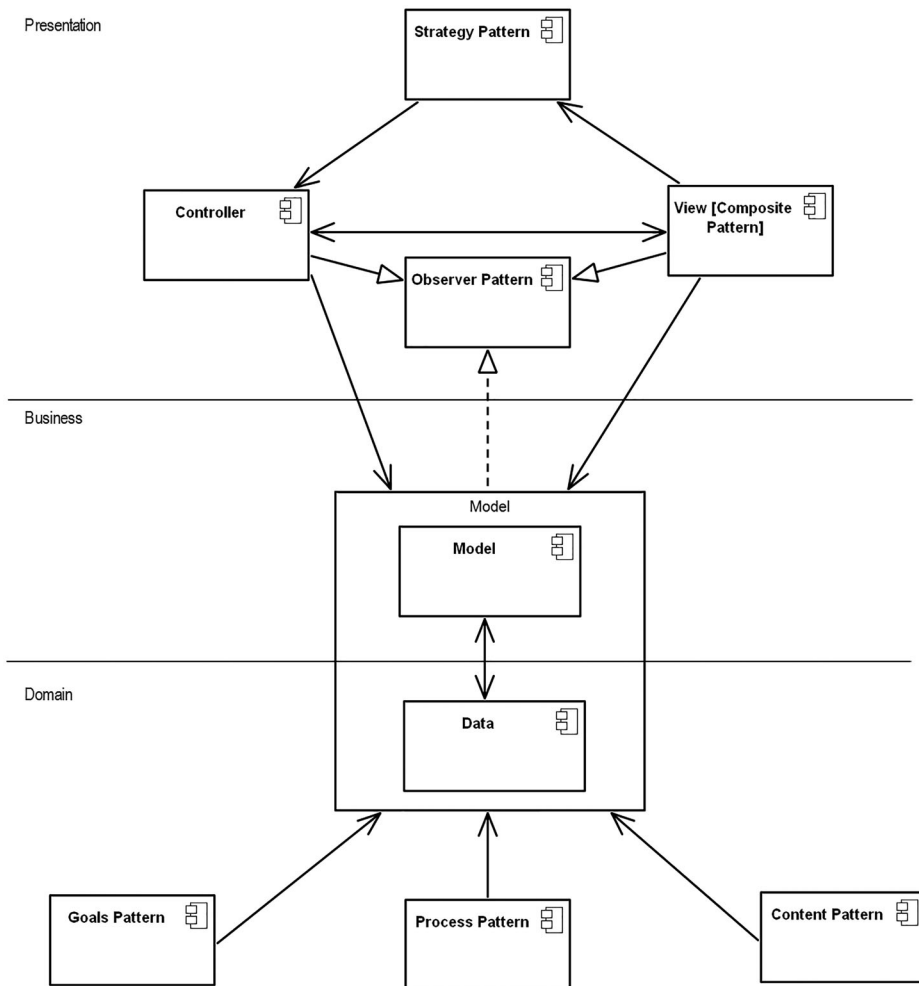 Presentation
Strategy Pattern
Controller
View [Composite
Pattern]
Observer Pattern
Business
Model
Model
Domain
Data
Goals Pattern
Process Pattern
Content Pattern